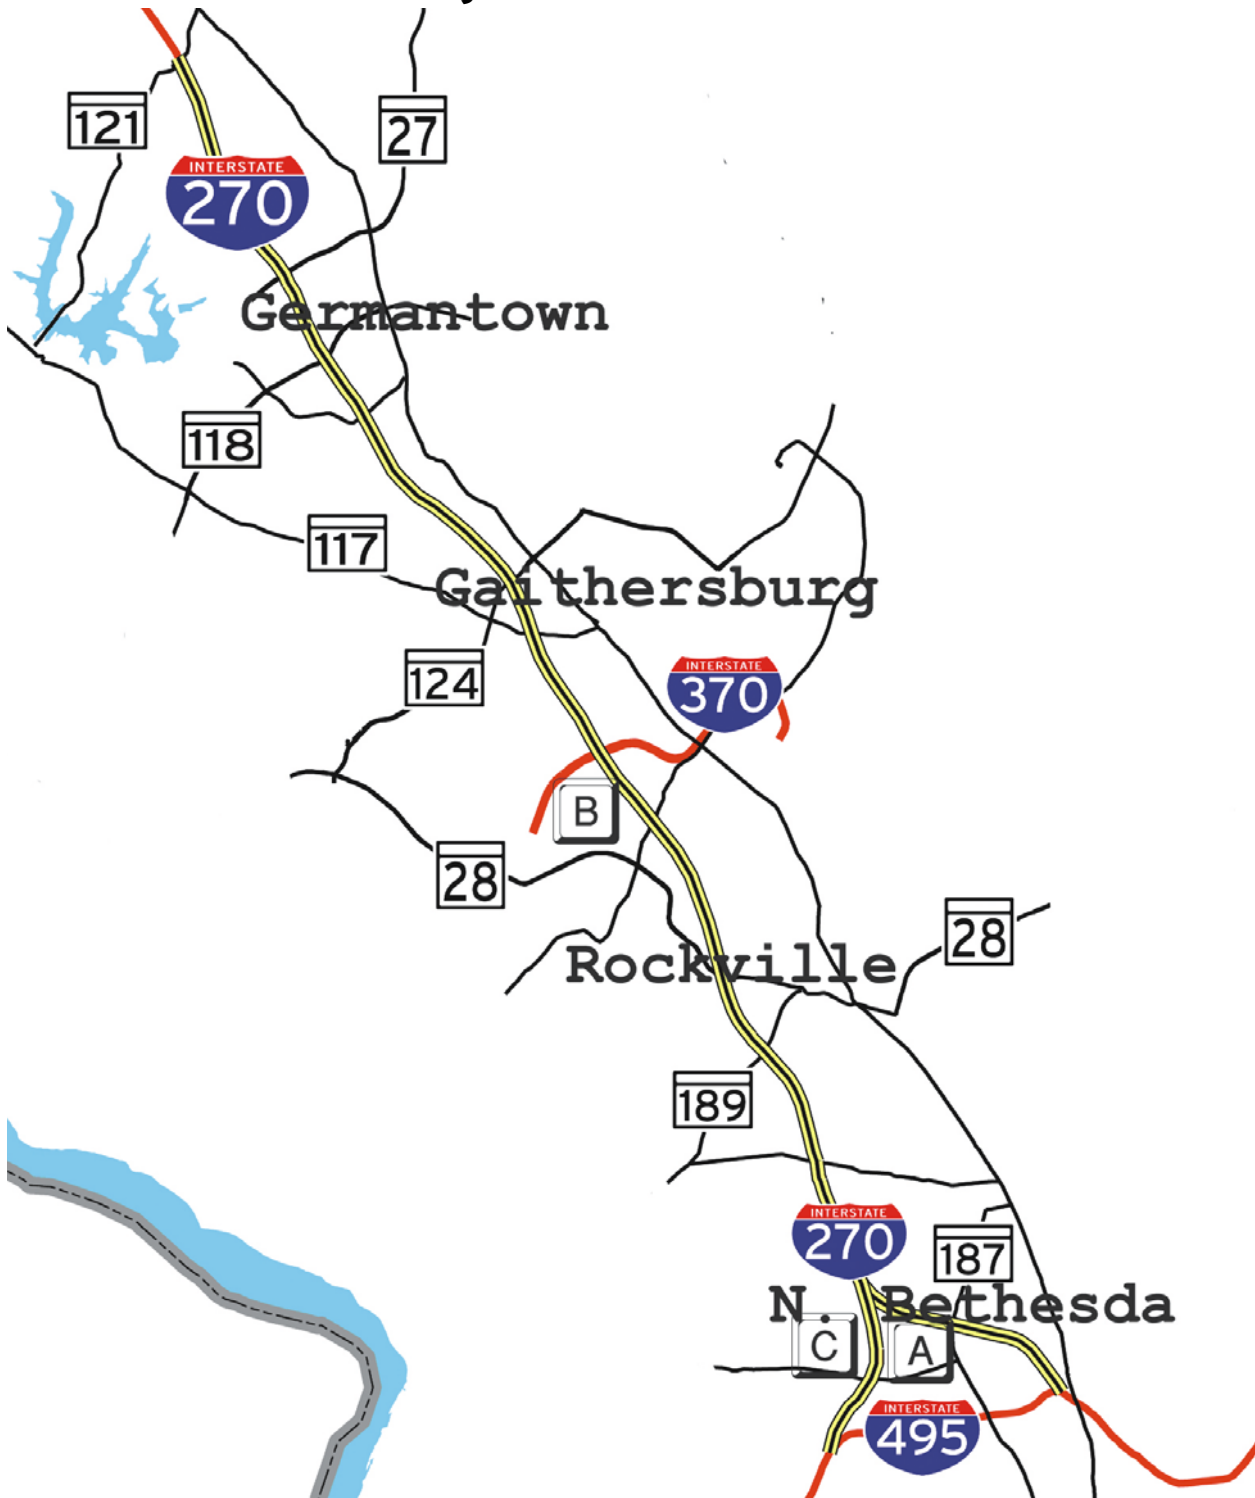 121
27
INTERSTATE
270
Germantown
118
117
Gaithersburg
124
INTERSTATE
370
B
28
28
Rockville
189
INTERSTATE
270
187
N. Bethesda
C
A
INTERSTATE
495